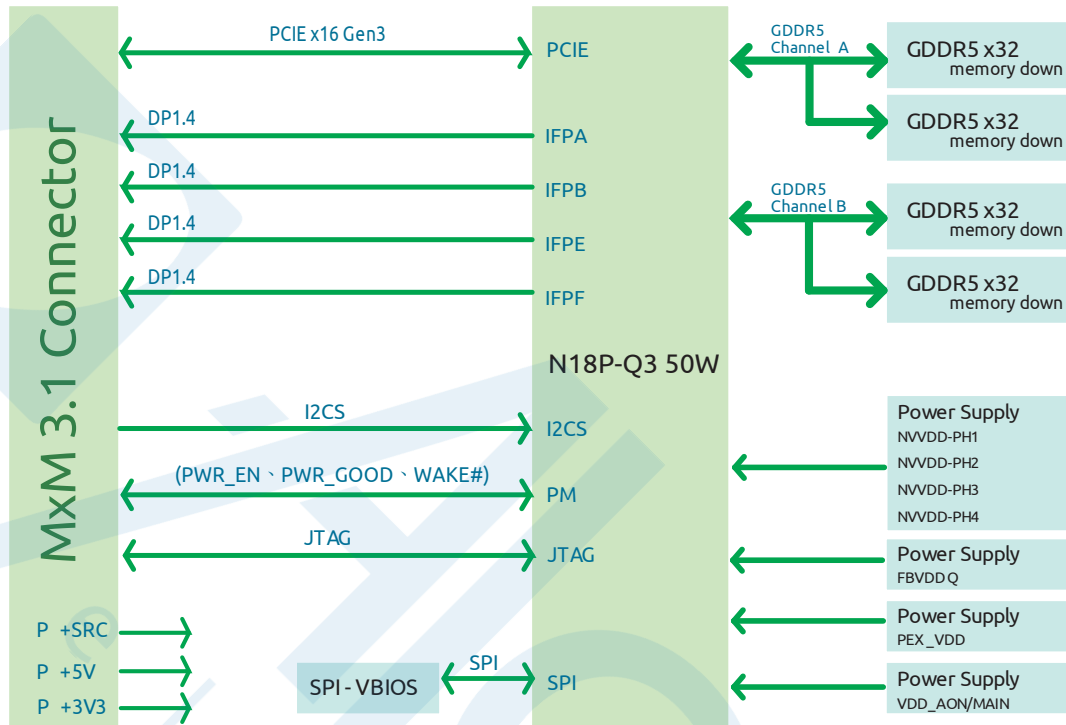 MxM 3.1 Connector
PCIE x16 Gen3
DP1.4
DP1.4
DP1.4
DP1.4
I2CS
(PWR_EN、PWR_GOOD、WAKE#)
JTAG
P +SRC
P +5V
P +3V3
SPI - VBIOS
SPI
PCIE
IFPA
IFPB
IFPE
IFPF
N18P-Q3 50W
I2CS
PM
JTAG
SPI
GDDR5
Channel A
GDDR5 x32
memory down
GDDR5 x32
memory down
GDDR5
Channel B
GDDR5 x32
memory down
GDDR5 x32
memory down
Power Supply
NVVDD-PH1
NVVDD-PH2
NVVDD-PH3
NVVDD-PH4
Power Supply
FBVDDQ
Power Supply
PEX_VDD
Power Supply
VDD_AON/MAIN